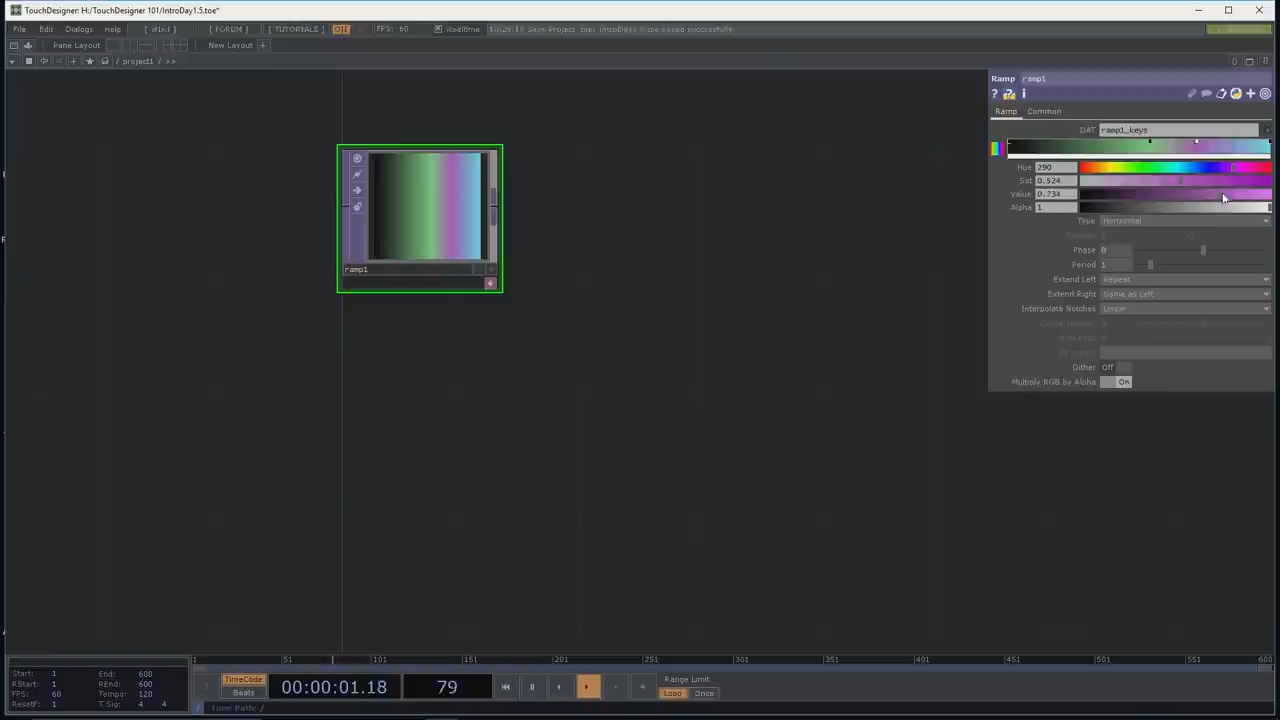 TouchDesigner: H:/TouchDesigner 101/IntroDay1.5.toe*
File Edit Dialogs Help [ Wiki ] [ FORUM ] [ TUTORIALS ] OII FPS: 60 Realtime
Pane Layout New Layout +
/ project1 / >>
Ramp ramp1
Ramp Common
DAT ramp1_keys
Hue 290
Sat 0.524
Value 0.734
Alpha 1
Type Horizontal
Phase 0
Period 1
Extend Left Repeat
Extend Right Same as Left
Interpolate Notches Linear
Dither Off
Multiply RGB by Alpha On
ramp1
1 51 101 151 201 251 301 351 401 451 501 551 600
Start: 1 End: 600
RStart: 1 REnd: 600
FPS: 60 Tempo: 120
ResetF: 1 T Sig: 4 4
TimeCode
Beats
00:00:01.18
79
Range Limit
Loop Once
/ Time Path: /